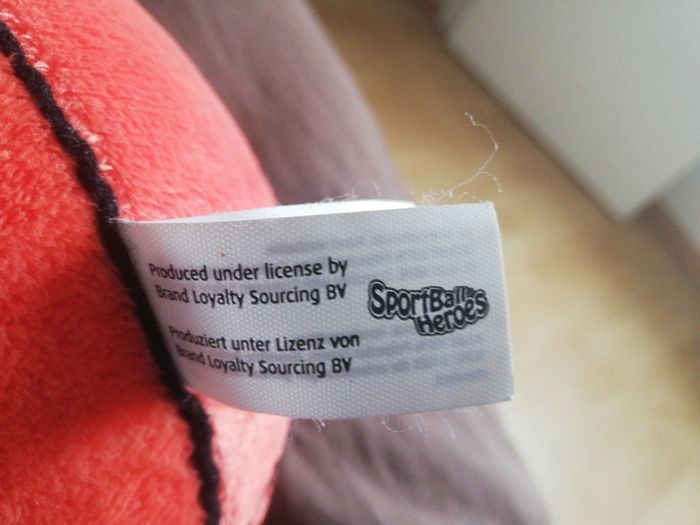 Produced under license by
Brand Loyalty Sourcing BV
SportBall
Heroes
Produziert unter Lizenz von
Brand Loyalty Sourcing BV